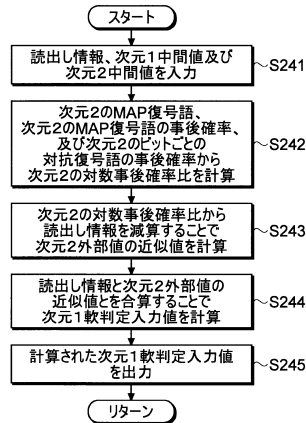 スタート
読出し情報、次元1中間値及び
次元2中間値を入力
S241
次元2のMAP復号語、
次元2のMAP復号語の事後確率、
及び次元2のビットごとの
対抗復号語の事後確率から
次元2の対数事後確率比を計算
S242
次元2の対数事後確率比から
読出し情報を減算することで
次元2外部値の近似値を計算
S243
読出し情報と次元2外部値の
近似値とを合算することで
次元1軟判定入力値を計算
S244
計算された次元1軟判定入力値
を出力
S245
リターン